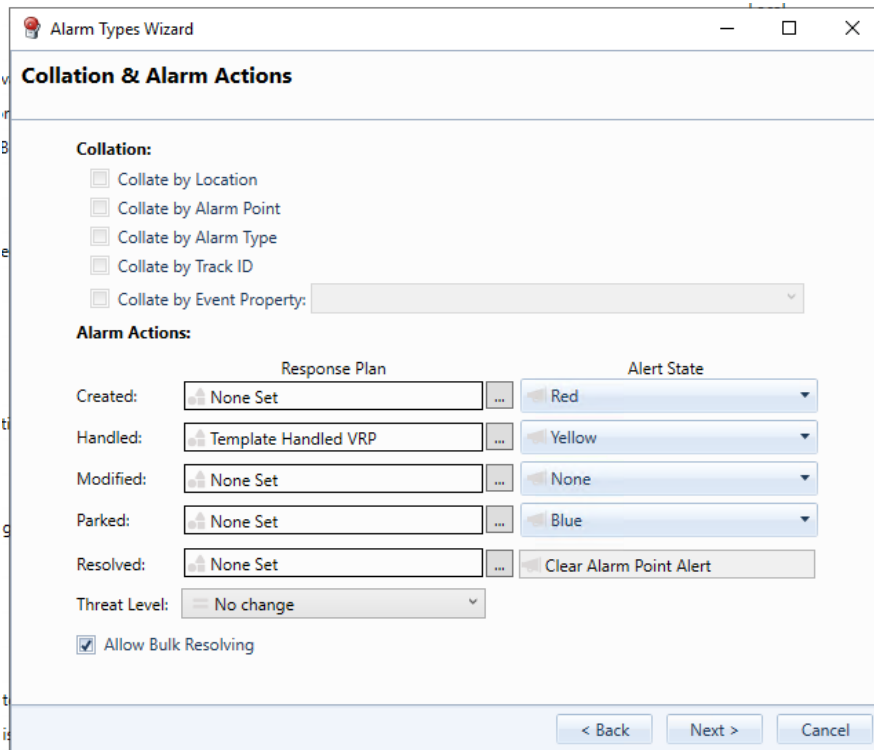 Alarm Types Wizard
Collation & Alarm Actions
Collation:
Collate by Location
Collate by Alarm Point
Collate by Alarm Type
Collate by Track ID
Collate by Event Property:
Alarm Actions:
Response Plan Alert State
Created: None Set ... Red
Handled: Template Handled VRP ... Yellow
Modified: None Set ... None
Parked: None Set ... Blue
Resolved: None Set ... Clear Alarm Point Alert
Threat Level: No change
Allow Bulk Resolving
< Back Next > Cancel